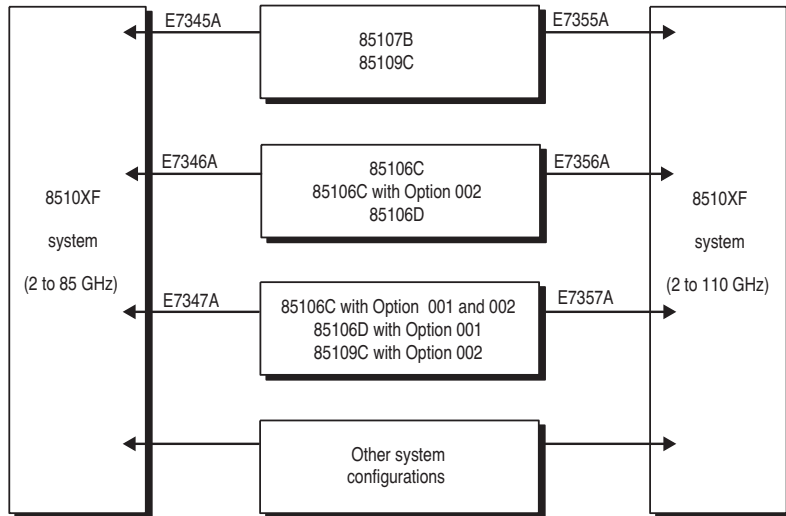 E7345A
85107B
85109C
E7355A
E7346A
85106C
85106C with Option 002
85106D
E7356A
8510XF
system
(2 to 85 GHz)
8510XF
system
(2 to 110 GHz)
E7347A
85106C with Option 001 and 002
85106D with Option 001
85109C with Option 002
E7357A
Other system
configurations